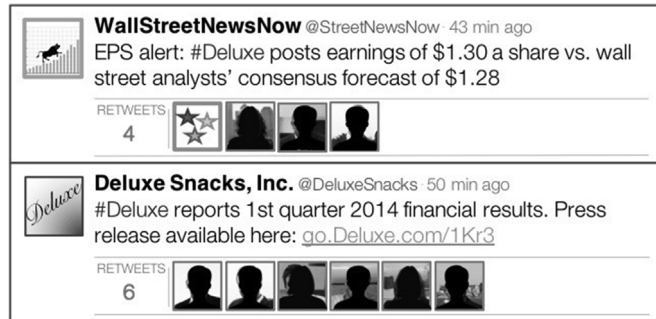 WallStreetNewsNow @StreetNewsNow · 43 min ago
EPS alert: #Deluxe posts earnings of $1.30 a share vs. wall
street analysts’ consensus forecast of $1.28
RETWEETS
4
Deluxe
Deluxe Snacks, Inc. @DeluxeSnacks · 50 min ago
#Deluxe reports 1st quarter 2014 financial results. Press
release available here: go.Deluxe.com/1Kr3
RETWEETS
6